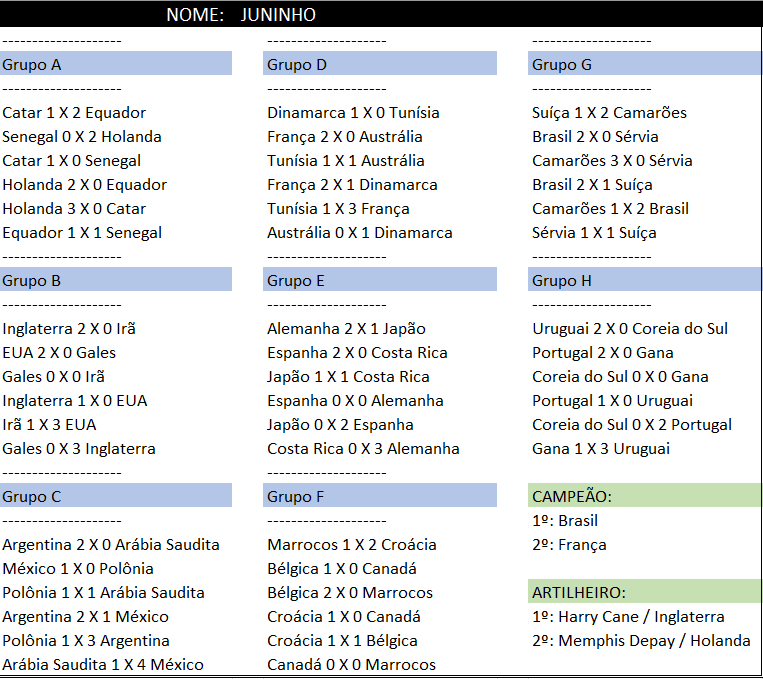 NOME: JUNINHO
--------------------
Grupo A
--------------------
Catar 1 X 2 Equador
Senegal 0 X 2 Holanda
Catar 1 X 0 Senegal
Holanda 2 X 0 Equador
Holanda 3 X 0 Catar
Equador 1 X 1 Senegal
--------------------
Grupo B
--------------------
Inglaterra 2 X 0 Irã
EUA 2 X 0 Gales
Gales 0 X 0 Irã
Inglaterra 1 X 0 EUA
Irã 1 X 3 EUA
Gales 0 X 3 Inglaterra
--------------------
Grupo C
--------------------
Argentina 2 X 0 Arábia Saudita
México 1 X 0 Polônia
Polônia 1 X 1 Arábia Saudita
Argentina 2 X 1 México
Polônia 1 X 3 Argentina
Arábia Saudita 1 X 4 México
--------------------
Grupo D
--------------------
Dinamarca 1 X 0 Tunísia
França 2 X 0 Austrália
Tunísia 1 X 1 Austrália
França 2 X 1 Dinamarca
Tunísia 1 X 3 França
Austrália 0 X 1 Dinamarca
--------------------
Grupo E
--------------------
Alemanha 2 X 1 Japão
Espanha 2 X 0 Costa Rica
Japão 1 X 1 Costa Rica
Espanha 0 X 0 Alemanha
Japão 0 X 2 Espanha
Costa Rica 0 X 3 Alemanha
--------------------
Grupo F
--------------------
Marrocos 1 X 2 Croácia
Bélgica 1 X 0 Canadá
Bélgica 2 X 0 Marrocos
Croácia 1 X 0 Canadá
Croácia 1 X 1 Bélgica
Canadá 0 X 0 Marrocos
--------------------
Grupo G
--------------------
Suíça 1 X 2 Camarões
Brasil 2 X 0 Sérvia
Camarões 3 X 0 Sérvia
Brasil 2 X 1 Suíça
Camarões 1 X 2 Brasil
Sérvia 1 X 1 Suíça
--------------------
Grupo H
--------------------
Uruguai 2 X 0 Coreia do Sul
Portugal 2 X 0 Gana
Coreia do Sul 0 X 0 Gana
Portugal 1 X 0 Uruguai
Coreia do Sul 0 X 2 Portugal
Gana 1 X 3 Uruguai
CAMPEÃO:
1º: Brasil
2º: França
ARTILHEIRO:
1º: Harry Cane / Inglaterra
2º: Memphis Depay / Holanda